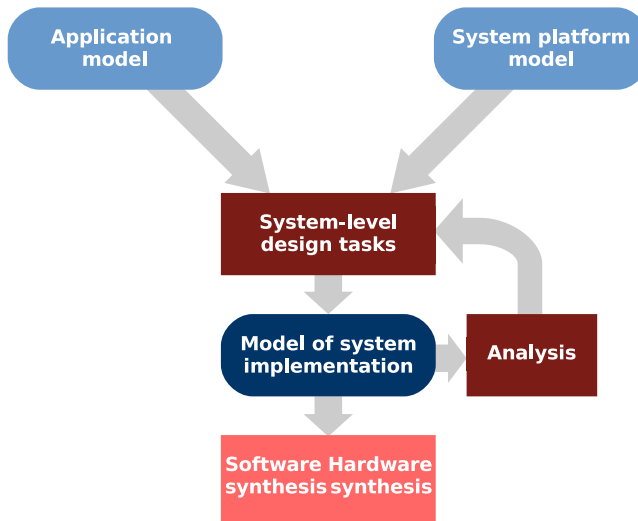 Application
model
System platform
model
System-level
design tasks
Model of system
implementation
Analysis
Software Hardware
synthesis synthesis